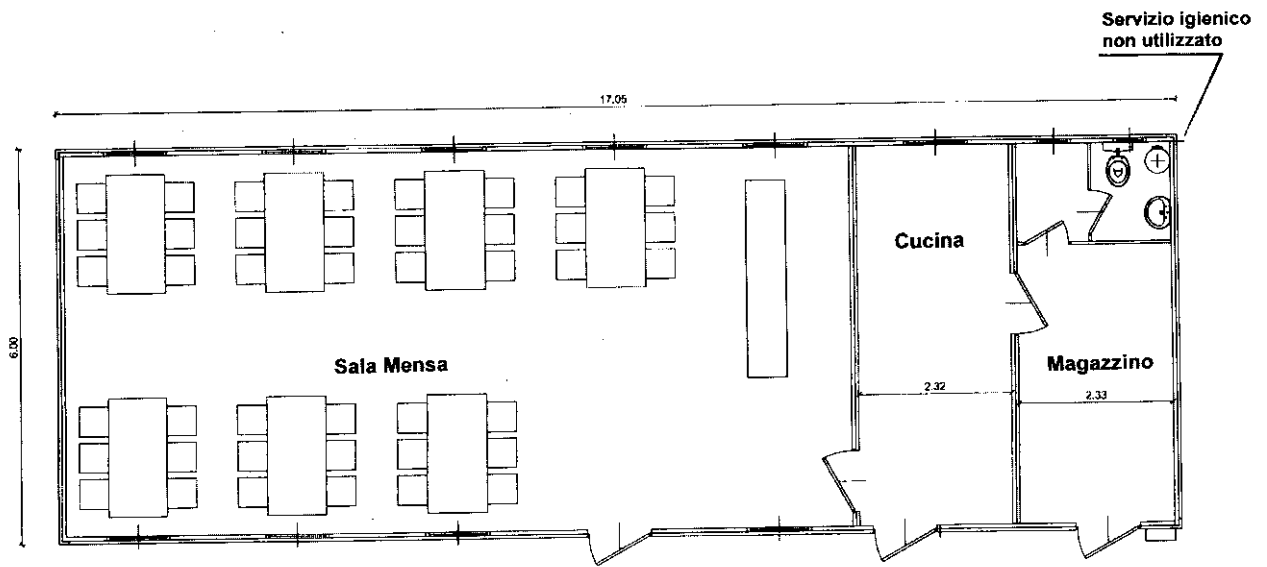 Servizio igienico
non utilizzato
17.05
6.00
Cucina
Sala Mensa
Magazzino
2.32
2.33